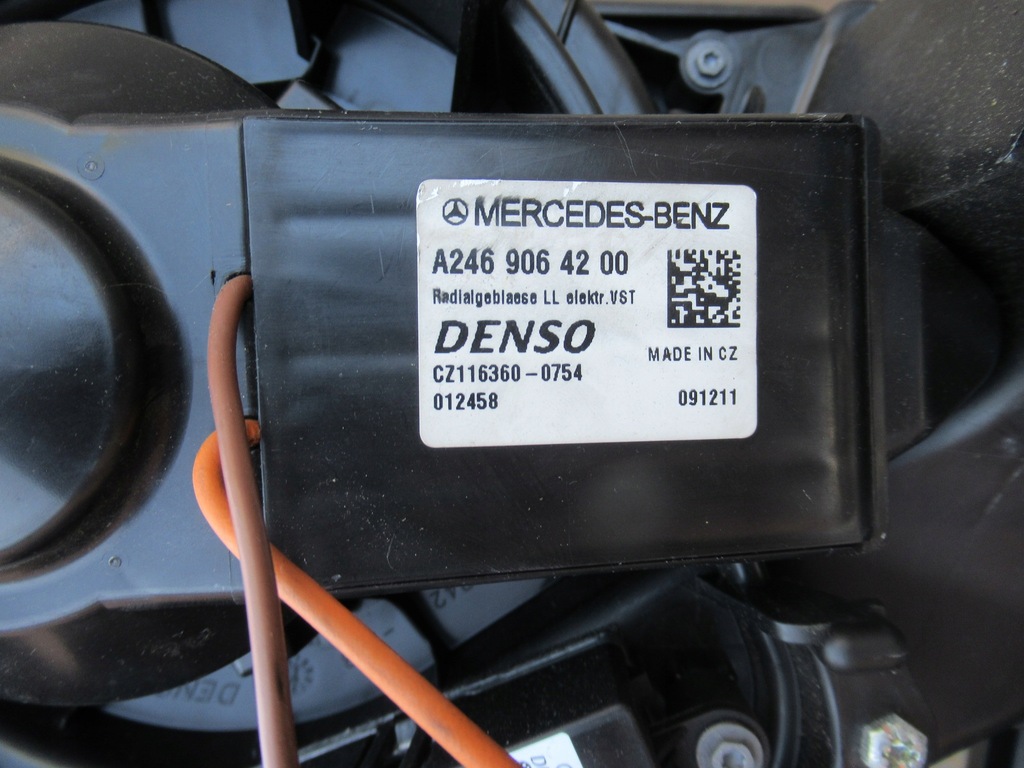 MERCEDES-BENZ
A246 906 42 00
Radialgeblaese LL elektr.VST
DENSO
MADE IN CZ
CZ116360-0754
012458
091211